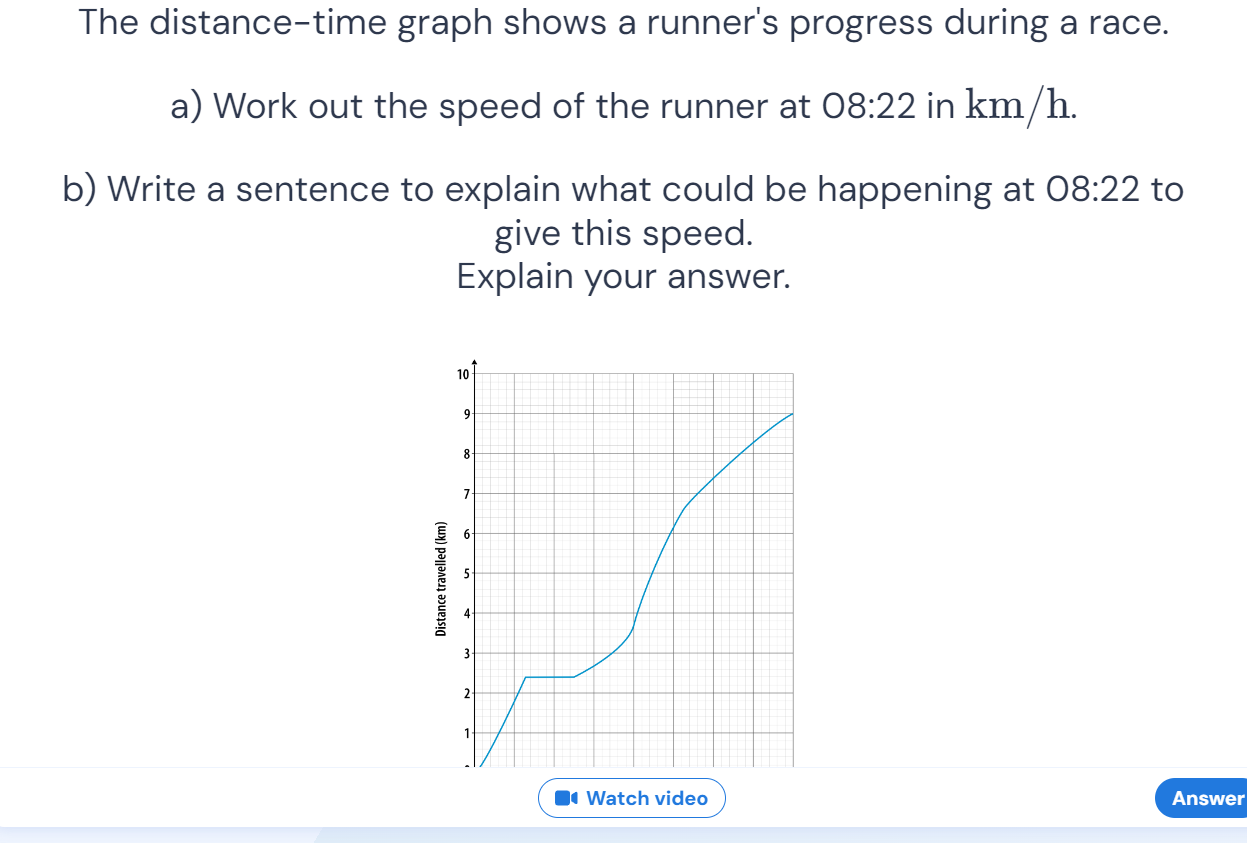 The distance-time graph shows a runner's progress during a race.
a) Work out the speed of the runner at 08:22 in km/h.
b) Write a sentence to explain what could be happening at 08:22 to
give this speed.
Explain your answer.
10
9
8
7
6
5
4
3
2
1
Distance travelled (km)
Watch video
Answer